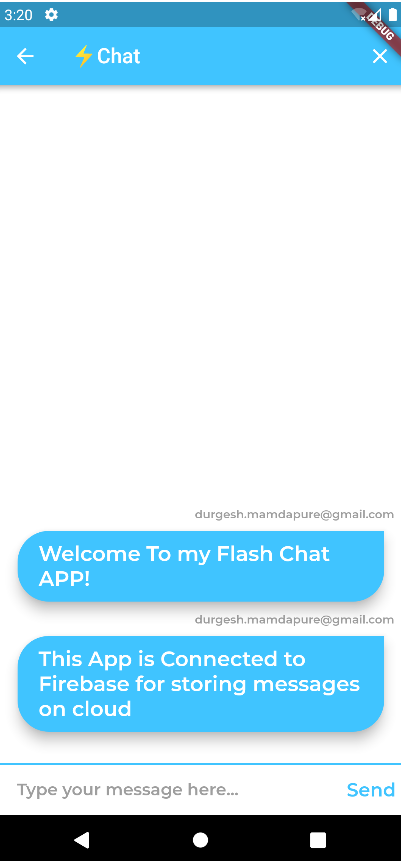 3:20
DEBUG
⚡Chat
durgesh.mamdapure@gmail.com
Welcome To my Flash Chat
APP!
durgesh.mamdapure@gmail.com
This App is Connected to
Firebase for storing messages
on cloud
Type your message here...
Send